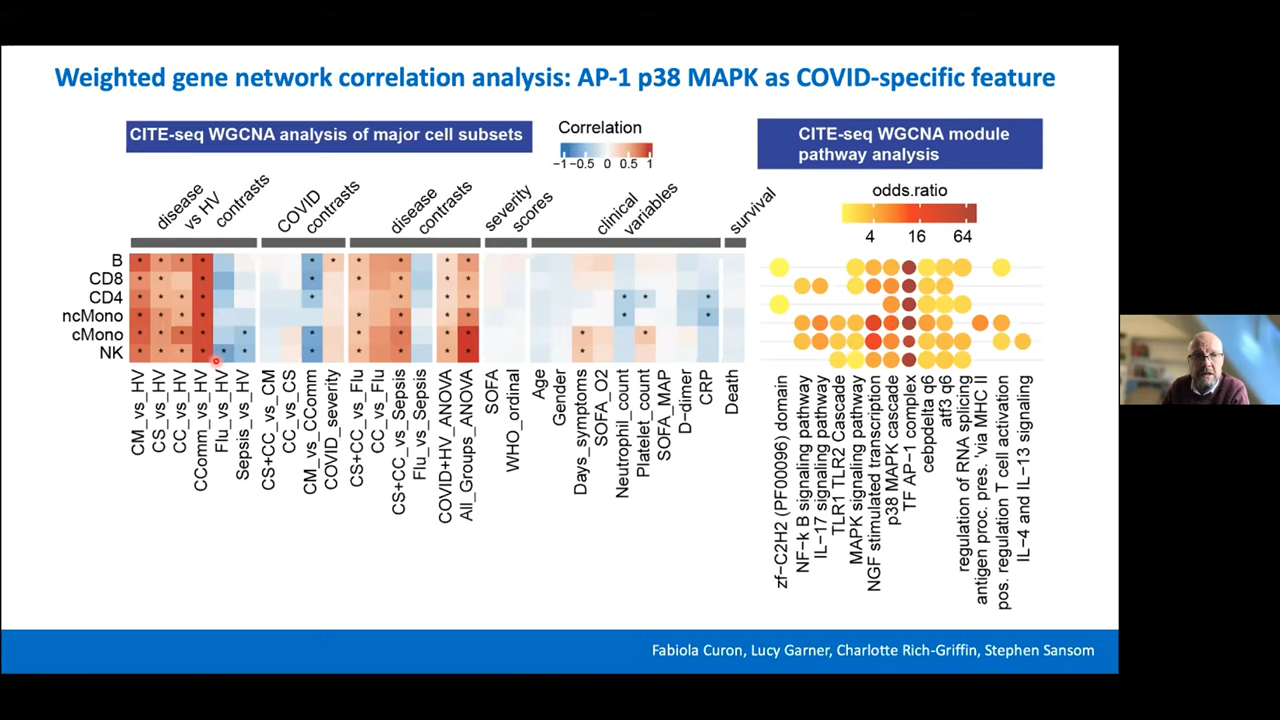 Weighted gene network correlation analysis: AP-1 p38 MAPK as COVID-specific feature
CITE-seq WGCNA analysis of major cell subsets
Correlation
−1 −0.5 0 0.5 1
disease
vs HV
contrasts
COVID
contrasts
disease
contrasts
severity
scores
clinical
variables
survival
B
CD8
CD4
ncMono
cMono
NK
CM_vs_HV
CS_vs_HV
CC_vs_HV
CComm_vs_HV
Flu_vs_HV
Sepsis_vs_HV
CS+CC_vs_CM
CC_vs_CS
CM_vs_CComm
COVID_severity
CS+CC_vs_Flu
CC_vs_Flu
CS+CC_vs_Sepsis
Flu_vs_Sepsis
COVID+HV_ANOVA
All_Groups_ANOVA
SOFA
WHO_ordinal
Age
Gender
Days_symptoms
SOFA_O2
Neutrophil_count
Platelet_count
SOFA_MAP
D−dimer
CRP
Death
CITE-seq WGCNA module
pathway analysis
odds.ratio
4 16 64
zf−C2H2 (PF00096) domain
NF−k B signaling pathway
IL−17 signaling pathway
TLR1 TLR2 Cascade
MAPK signaling pathway
NGF stimulated transcription
p38 MAPK cascade
TF AP−1 complex
cebpdelta q6
atf3 q6
regulation of RNA splicing
antigen proc. pres. 'via MHC II
pos. regulation T cell activation
IL−4 and IL−13 signaling
Fabiola Curon, Lucy Garner, Charlotte Rich-Griffin, Stephen Sansom